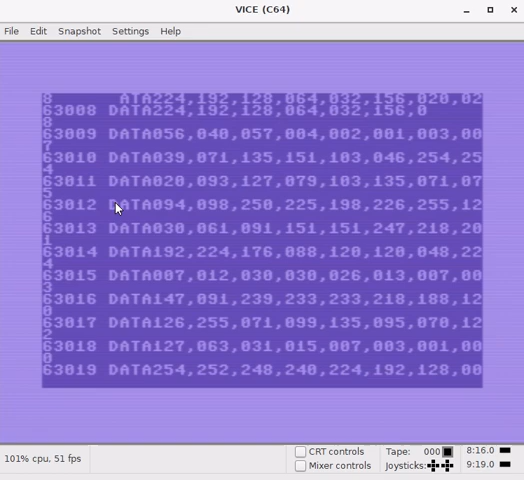 VICE (C64)
File Edit Snapshot Settings Help
8 ATA224,192,128,064,032,156,020,02
63008 DATA224,192,128,064,032,156,0
8
63009 DATA056,040,057,004,002,001,003,00
7
63010 DATA039,071,135,151,103,046,254,25
4
63011 DATA020,093,127,079,103,135,071,07
5
63012 DATA094,098,250,225,198,226,255,12
6
63013 DATA030,061,091,151,151,247,218,20
1
63014 DATA192,224,176,088,120,120,048,22
4
63015 DATA007,012,030,030,026,013,007,00
3
63016 DATA147,091,239,233,233,218,188,12
0
63017 DATA126,255,071,099,135,095,070,12
2
63018 DATA127,063,031,015,007,003,001,00
0
63019 DATA254,252,248,240,224,192,128,00
101% cpu, 51 fps
CRT controls
Mixer controls
Tape: 000
Joysticks:
8:16.0
9:19.0